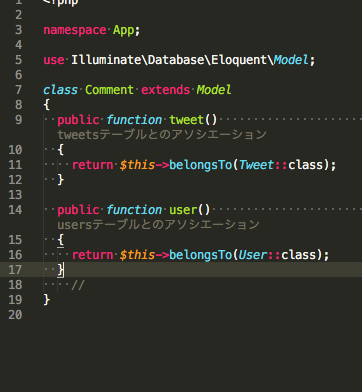 1 <?php
2
3 namespace App;
4
5 use Illuminate\Database\Eloquent\Model;
6
7 class Comment extends Model
8 {
9 public function tweet()
tweetsテーブルとのアソシエーション
10 {
11 return $this->belongsTo(Tweet::class);
12 }
13
14 public function user()
usersテーブルとのアソシエーション
15 {
16 return $this->belongsTo(User::class);
17 }
18 //
19 }
20